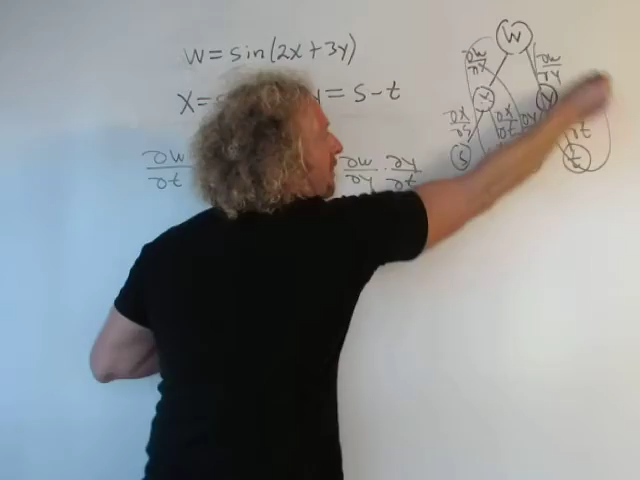 W = sin(2x+3y)
X = s = s - t
∂W/∂t ∂W/∂y · ∂y/∂t
W
∂W/∂x ∂W/∂y
x y
∂x/∂s ∂x/∂t ∂y ∂t
s t